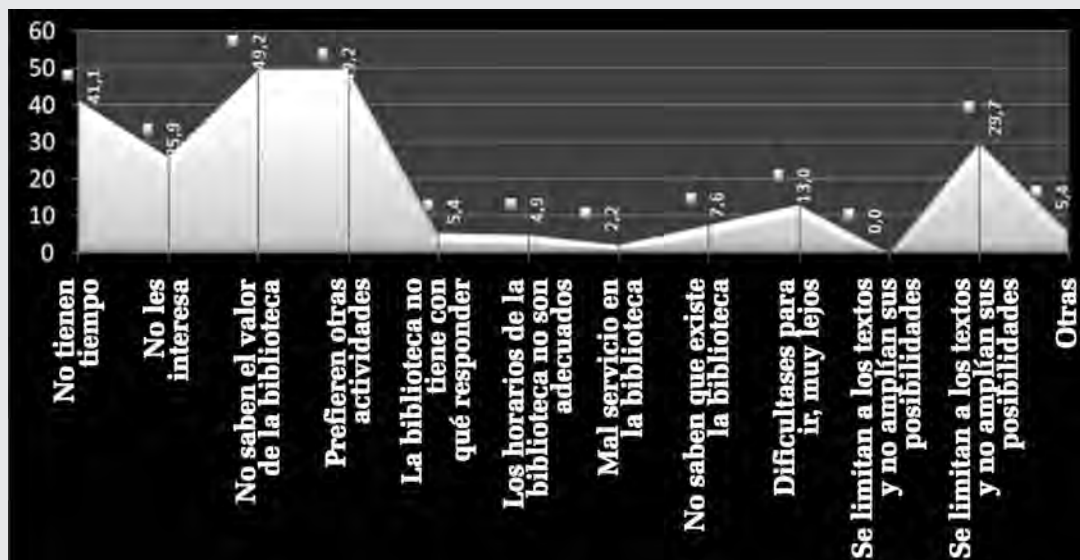 60
50
40
30
20
10
0
41,1
25,9
49,2
49,2
5,4
4,9
2,2
7,6
13,0
0,0
29,7
5,4
No tienen
tiempo
No les
interesa
No saben el valor
de la biblioteca
Prefieren otras
actividades
La biblioteca no
tiene con
qué responder
Los horarios de la
biblioteca no son
adecuados
Mal servicio en
la biblioteca
No saben que existe
la biblioteca
Dificultases para
ir, muy lejos
Se limitan a los textos
y no amplían sus
posibilidades
Se limitan a los textos
y no amplían sus
posibilidades
Otras